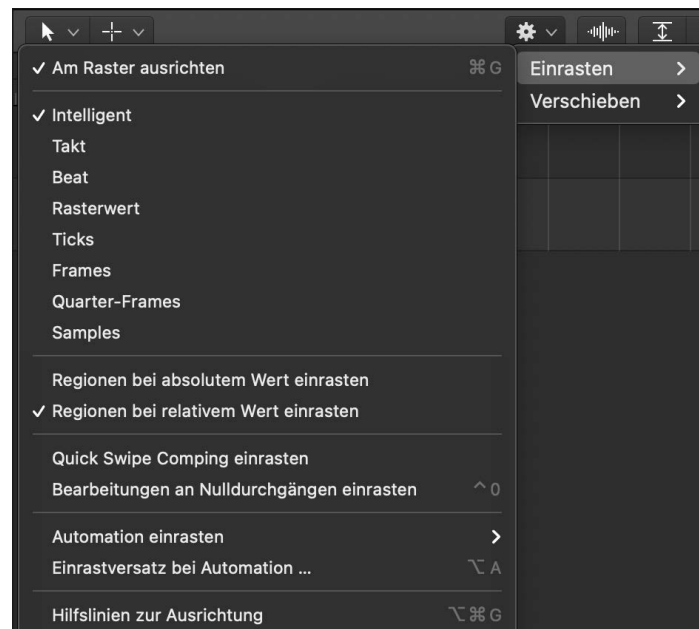 Am Raster ausrichten ⌘ G
Intelligent
Takt
Beat
Rasterwert
Ticks
Frames
Quarter-Frames
Samples
Regionen bei absolutem Wert einrasten
Regionen bei relativem Wert einrasten
Quick Swipe Comping einrasten
Bearbeitungen an Nulldurchgängen einrasten ^ 0
Automation einrasten
Einrastversatz bei Automation ... ⌥ A
Hilfslinien zur Ausrichtung ⌥ ⌘ G
Einrasten
Verschieben